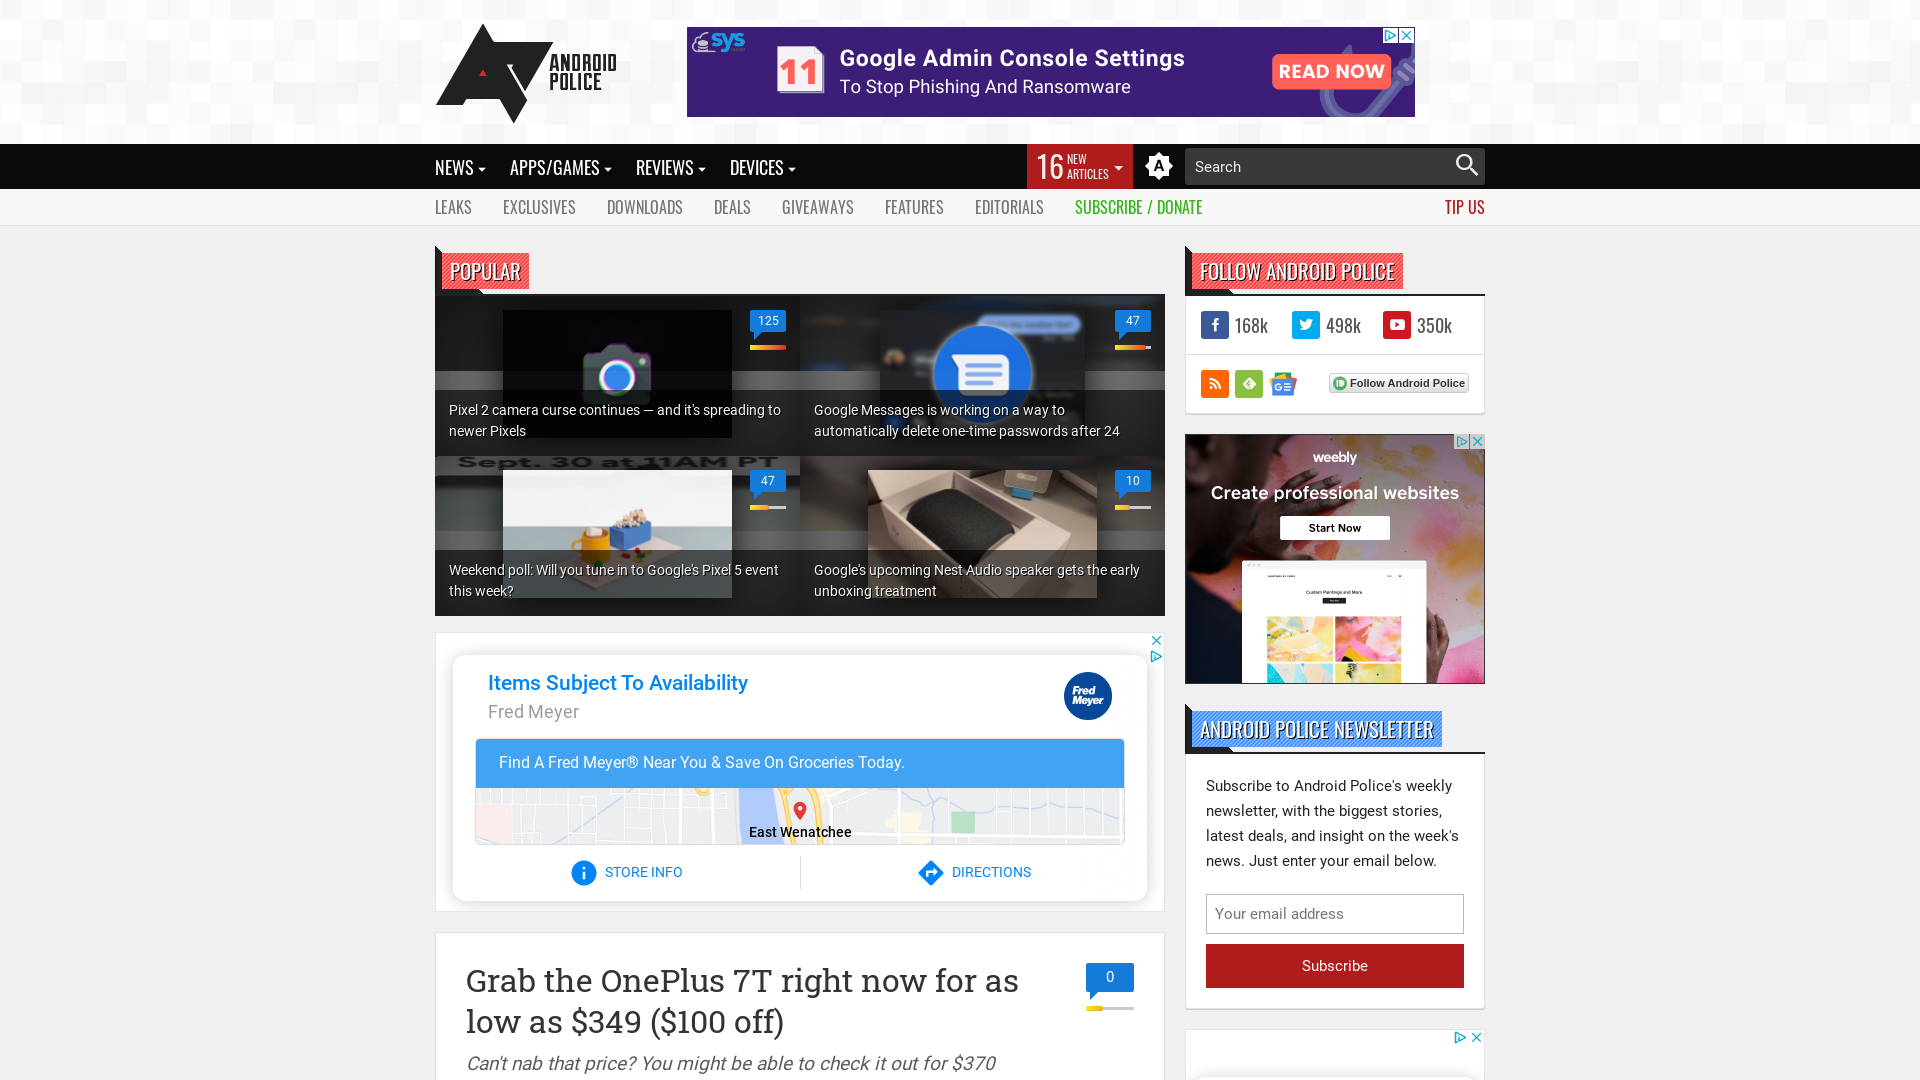 ANDROID
POLICE
sys
11
Google Admin Console Settings
To Stop Phishing And Ransomware
READ NOW
NEWS
APPS/GAMES
REVIEWS
DEVICES
16 NEW
ARTICLES
A
Search
LEAKS
EXCLUSIVES
DOWNLOADS
DEALS
GIVEAWAYS
FEATURES
EDITORIALS
SUBSCRIBE / DONATE
TIP US
POPULAR
125
Pixel 2 camera curse continues — and it's spreading to
newer Pixels
47
Google Messages is working on a way to
automatically delete one-time passwords after 24
Sept. 30 at 11AM PT
47
Weekend poll: Will you tune in to Google's Pixel 5 event
this week?
10
Google's upcoming Nest Audio speaker gets the early
unboxing treatment
Items Subject To Availability
Fred Meyer
Fred
Meyer
Find A Fred Meyer® Near You & Save On Groceries Today.
East Wenatchee
STORE INFO
DIRECTIONS
Grab the OnePlus 7T right now for as
low as $349 ($100 off)
0
Can't nab that price? You might be able to check it out for $370
FOLLOW ANDROID POLICE
168k
498k
350k
Follow Android Police
weebly
Create professional websites
Start Now
Custom Paintings and More
ANDROID POLICE NEWSLETTER
Subscribe to Android Police's weekly
newsletter, with the biggest stories,
latest deals, and insight on the week's
news. Just enter your email below.
Your email address
Subscribe